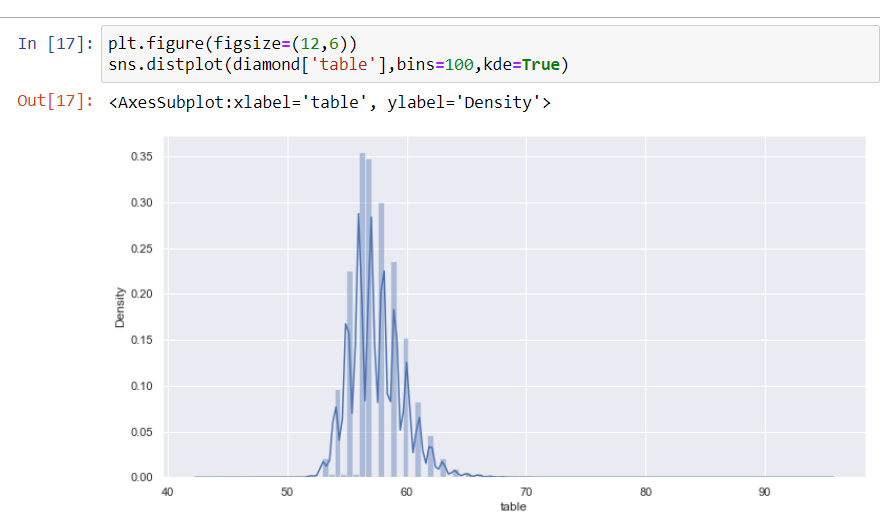 In [17]: plt.figure(figsize=(12,6))
sns.distplot(diamond['table'],bins=100,kde=True)
Out[17]: <AxesSubplot:xlabel='table', ylabel='Density'>
0.35
0.30
0.25
0.20
0.15
0.10
0.05
0.00
Density
40 50 60 70 80 90
table